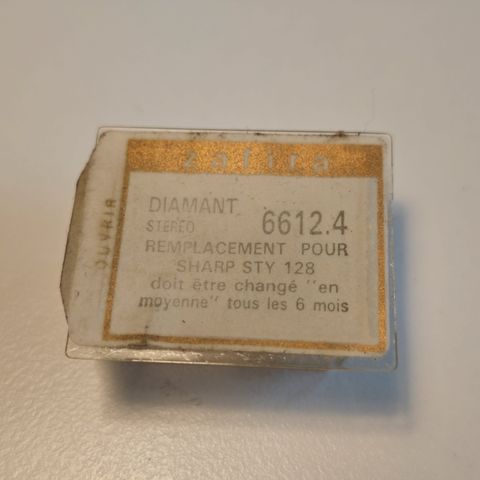 zafira
DIAMANT
STEREO
6612.4
REMPLACEMENT POUR
SHARP STY 128
doit être changé "en
moyenne" tous les 6 mois
OUVRIR